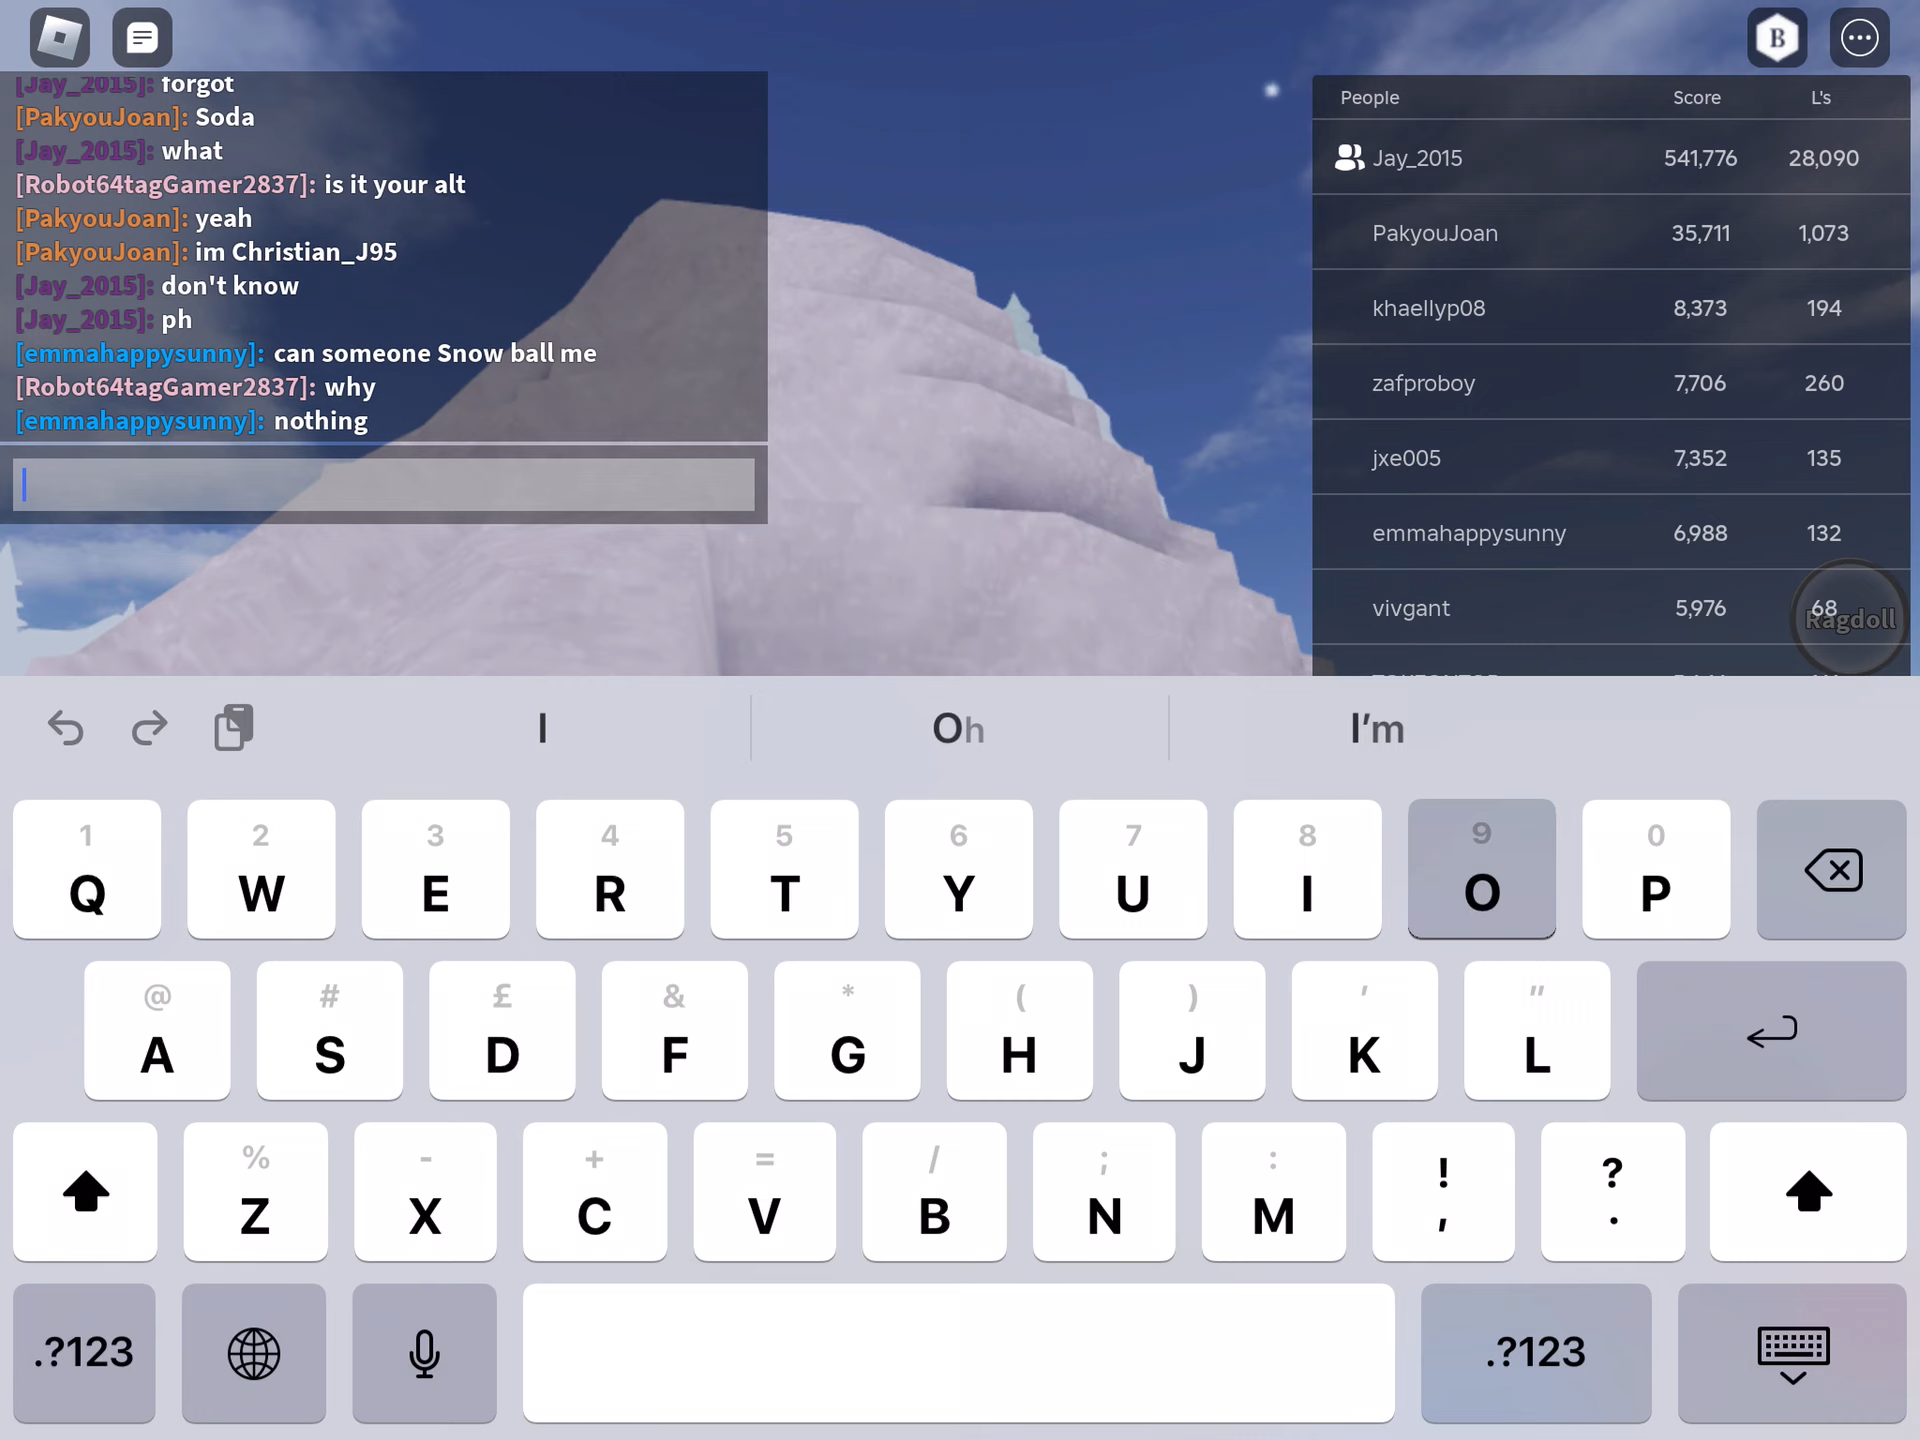 B
[Jay_2015]: forgot
[PakyouJoan]: Soda
[Jay_2015]: what
[Robot64tagGamer2837]: is it your alt
[PakyouJoan]: yeah
[PakyouJoan]: im Christian_J95
[Jay_2015]: don't know
[Jay_2015]: ph
[emmahappysunny]: can someone Snow ball me
[Robot64tagGamer2837]: why
[emmahappysunny]: nothing
People Score L's
Jay_2015 541,776 28,090
PakyouJoan 35,711 1,073
khaellyp08 8,373 194
zafproboy 7,706 260
jxe005 7,352 135
emmahappysunny 6,988 132
vivgant 5,976 68
Ragdoll
I Oh I'm
1 2 3 4 5 6 7 8 9 0
Q W E R T Y U I O P
@ # £ & * ( ) ' "
A S D F G H J K L
% - + = / ; : ! ?
Z X C V B N M , .
.?123 .?123